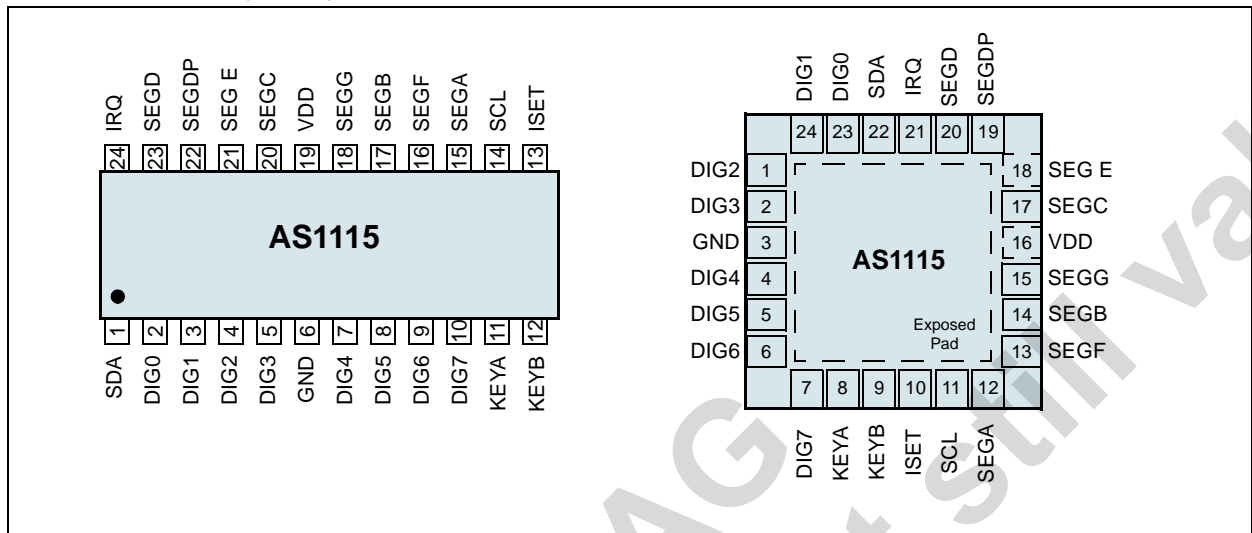 IRQ SEGD SEGDP SEG E SEGC VDD SEGG SEGB SEGF SEGA SCL ISET
24 23 22 21 20 19 18 17 16 15 14 13
AS1115
1 2 3 4 5 6 7 8 9 10 11 12
SDA DIG0 DIG1 DIG2 DIG3 GND DIG4 DIG5 DIG6 DIG7 KEYA KEYB
DIG1 DIG0 SDA IRQ SEGD SEGDP
24 23 22 21 20 19
DIG2 1
DIG3 2
GND 3
DIG4 4
DIG5 5
DIG6 6
AS1115
Exposed
Pad
18 SEG E
17 SEGC
16 VDD
15 SEGG
14 SEGB
13 SEGF
7 8 9 10 11 12
DIG7 KEYA KEYB ISET SCL SEGA
AG
still